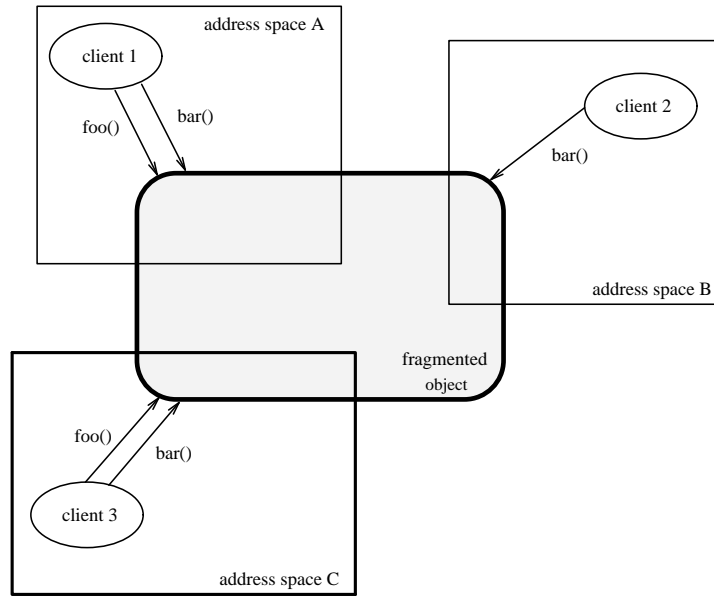 address space A
client 1
foo()
bar()
client 2
bar()
address space B
fragmented
object
foo()
bar()
client 3
address space C